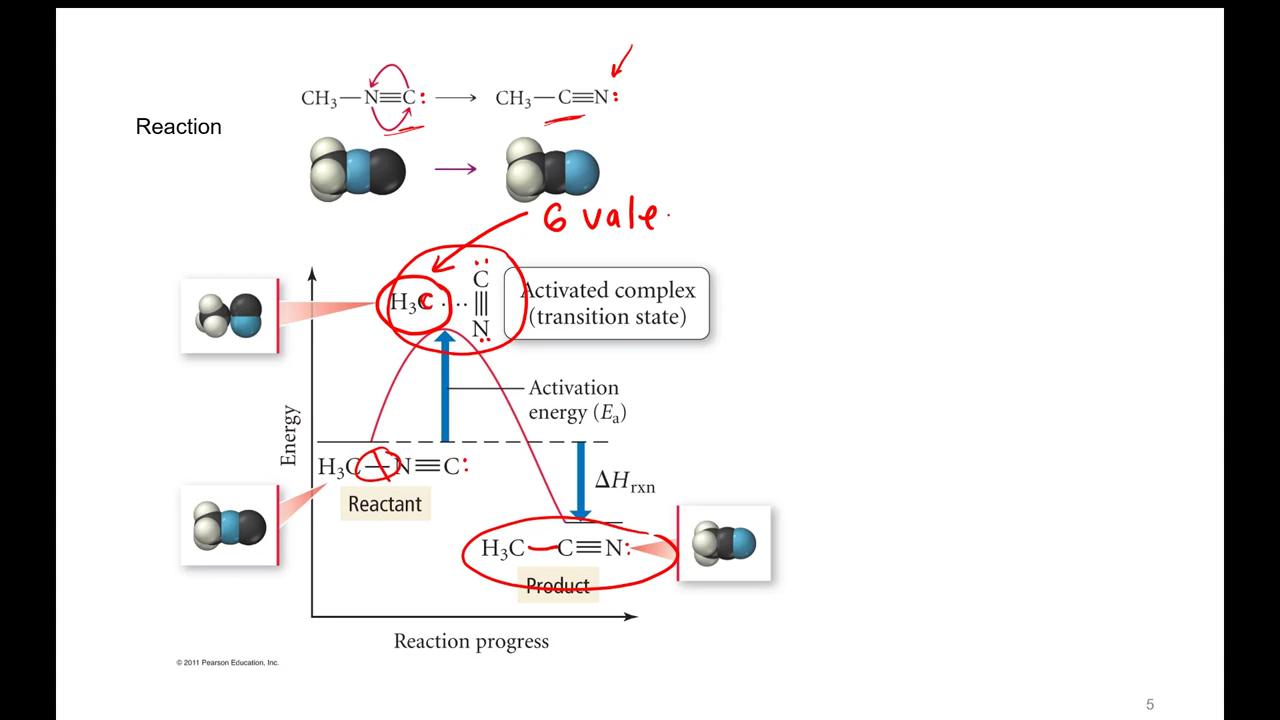 CH₃—N≡C: → CH₃—C≡N:
Reaction
6 vale
H₃C ···· C≡N
Activated complex
(transition state)
Activation
energy (Eₐ)
Energy
H₃C—N≡C:
ΔHrxn
Reactant
H₃C—C≡N:
Product
Reaction progress
© 2011 Pearson Education, Inc.
5